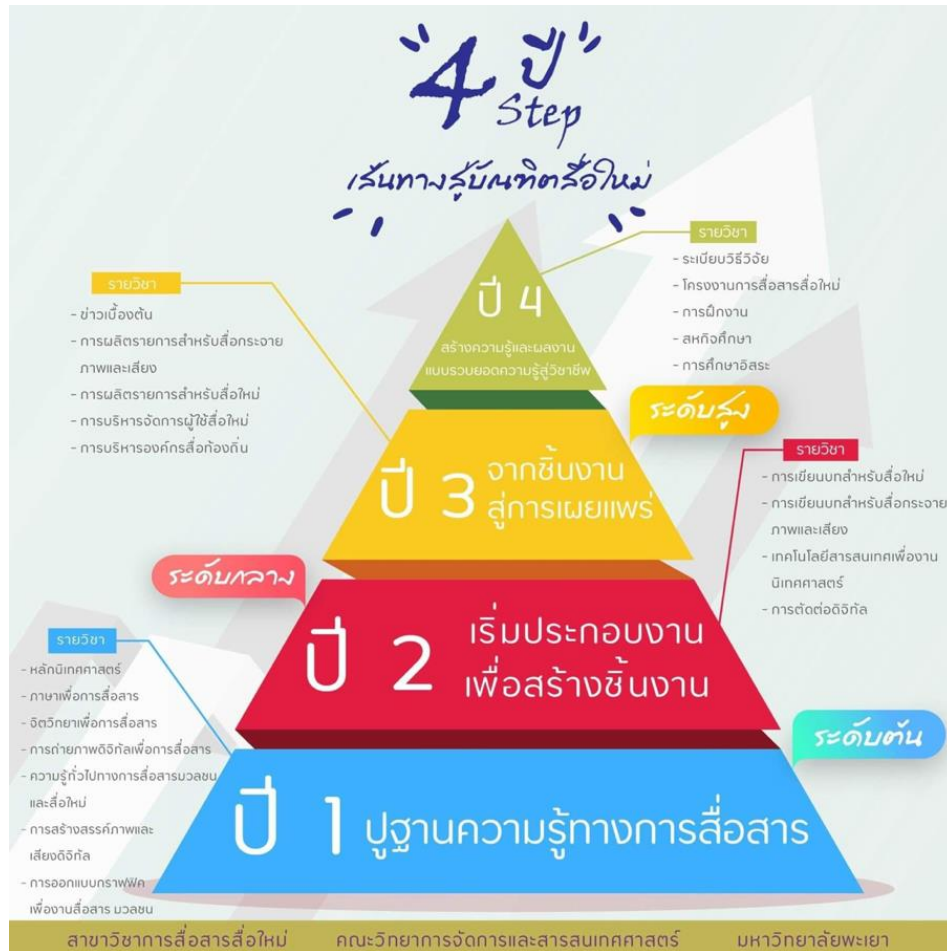 "4 ปี"
Step
เส้นทางสู่บัณฑิตสื่อใหม่
รายวิชา
- ระเบียบวิธีวิจัย
- โครงงานการสื่อสารสื่อใหม่
- การฝึกงาน
- สหกิจศึกษา
- การศึกษาอิสระ
ปี 4
สร้างความรู้และผลงาน
แบบรวบยอดความรู้สู่วิชาชีพ
รายวิชา
- ข่าวเบื้องต้น
- การผลิตรายการสำหรับสื่อกระจาย
ภาพและเสียง
- การผลิตรายการสำหรับสื่อใหม่
- การบริหารจัดการผู้ใช้สื่อใหม่
- การบริหารองค์กรสื่อท้องถิ่น
ระดับสูง
ปี 3
จากชิ้นงาน
สู่การเผยแพร่
รายวิชา
- การเขียนบทสำหรับสื่อใหม่
- การเขียนบทสำหรับสื่อกระจาย
ภาพและเสียง
- เทคโนโลยีสารสนเทศเพื่องาน
นิเทศศาสตร์
- การตัดต่อดิจิทัล
ระดับกลาง
ปี 2
เริ่มประกอบงาน
เพื่อสร้างชิ้นงาน
รายวิชา
- หลักนิเทศศาสตร์
- ภาษาเพื่อการสื่อสาร
- จิตวิทยาเพื่อการสื่อสาร
- การถ่ายภาพดิจิทัลเพื่อการสื่อสาร
- ความรู้ทั่วไปทางการสื่อสารมวลชน
และสื่อใหม่
- การสร้างสรรค์ภาพและ
เสียงดิจิทัล
- การออกแบบกราฟฟิค
เพื่องานสื่อสาร มวลชน
ระดับต้น
ปี 1 ปูฐานความรู้ทางการสื่อสาร
สาขาวิชาการสื่อสารสื่อใหม่ คณะวิทยาการจัดการและสารสนเทศศาสตร์ มหาวิทยาลัยพะเยา